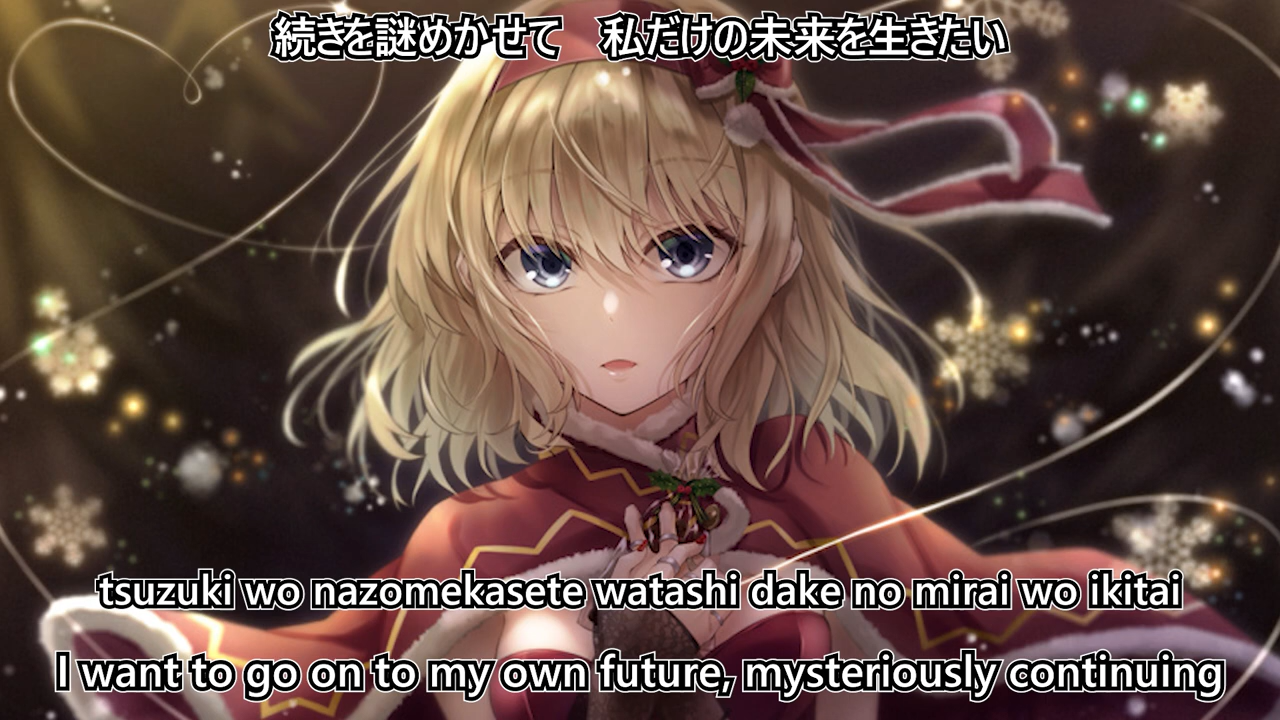 続きを謎めかせて　私だけの未来を生きたい
tsuzuki wo nazomekasete watashi dake no mirai wo ikitai
I want to go on to my own future, mysteriously continuing